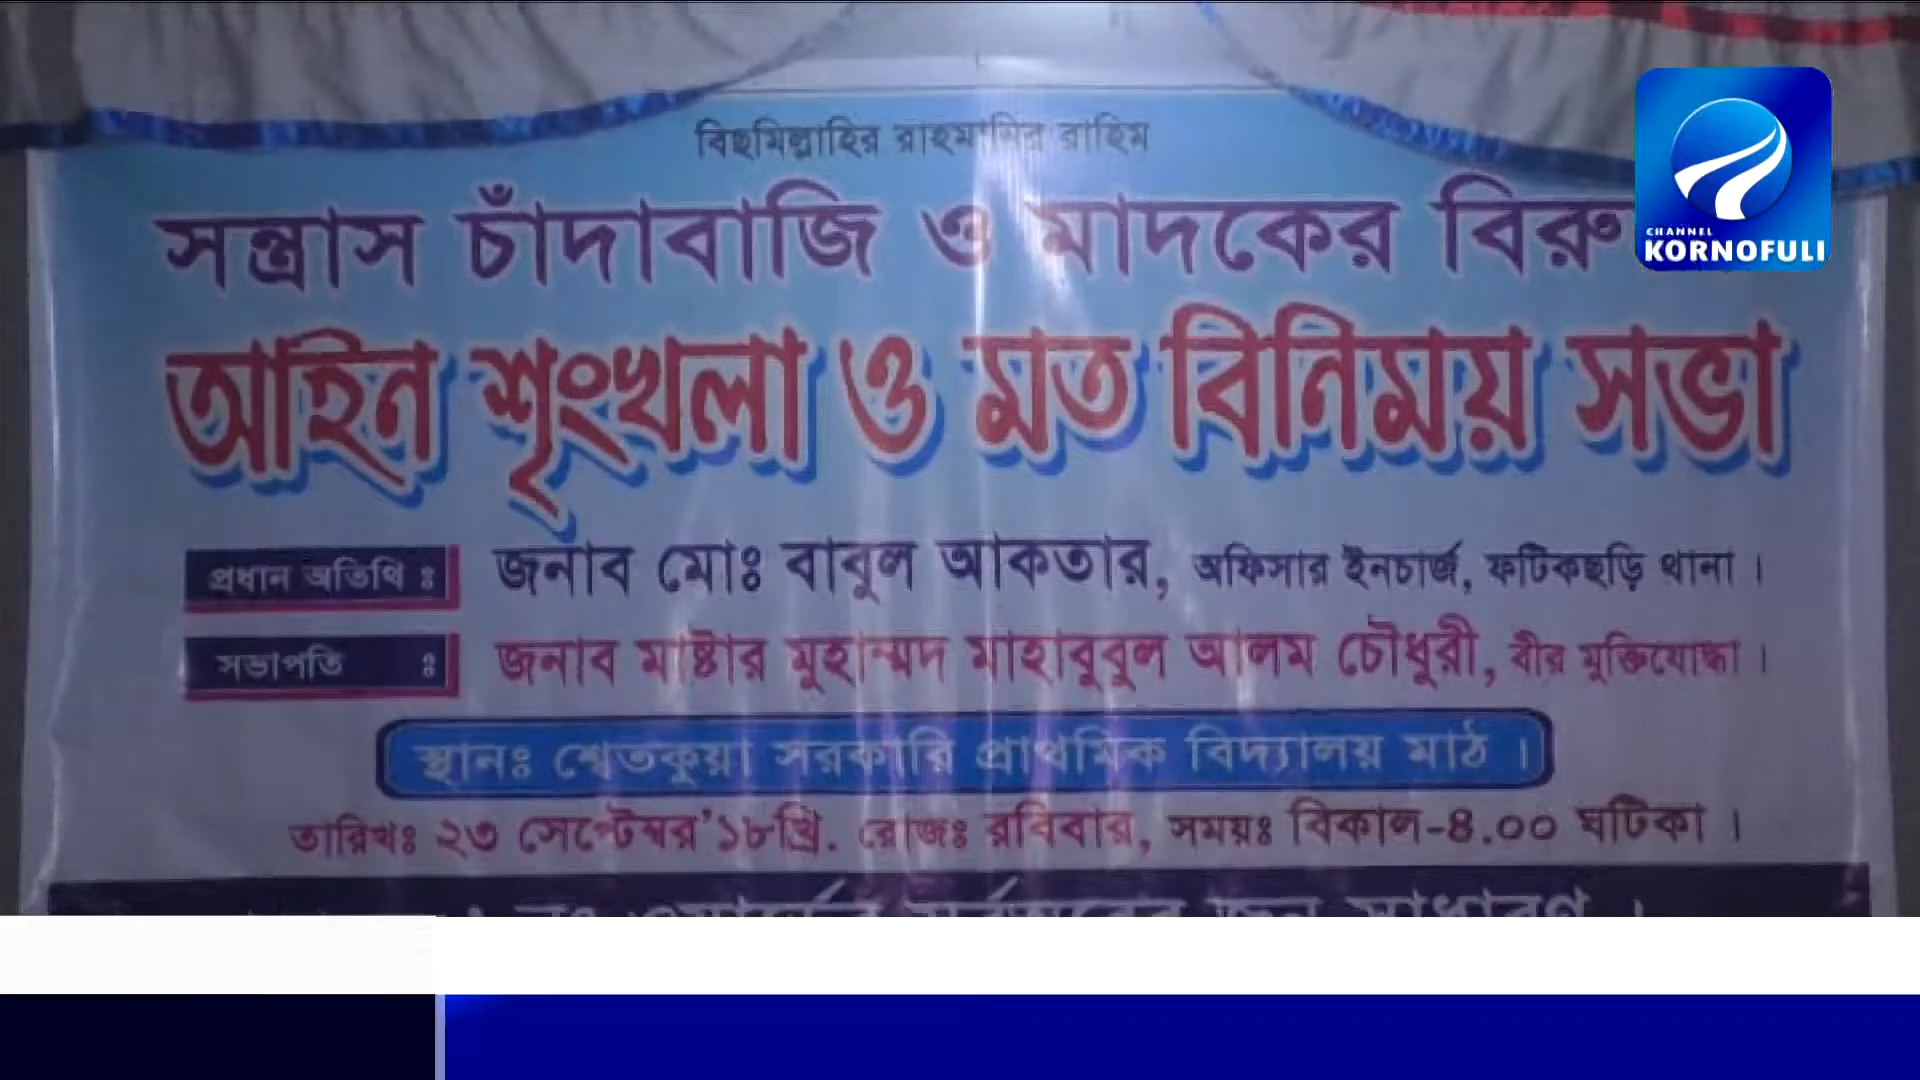 বিছমিল্লাহির রাহমানির রাহিম
সন্ত্রাস চাঁদাবাজি ও মাদকের
CHANNEL
KORNOFULI
আইন শৃংখলা ও মত বিনিময় সভা
প্রধান অতিথি ঃ জনাব মোঃ বাবুল আকতার, অফিসার ইনচার্জ, ফটিকছড়ি থানা।
সভাপতি ঃ জনাব মাষ্টার মুহাম্মদ মাহাবুবুল আলম চৌধুরী, বীর মুক্তিযোদ্ধা।
স্থানঃ শ্বেতকুয়া সরকারি প্রাথমিক বিদ্যালয় মাঠ।
তারিখঃ ২৩ সেপ্টেম্বর'১৮খ্রি. রোজঃ রবিবার, সময়ঃ বিকাল-৪.০০ ঘটিকা।